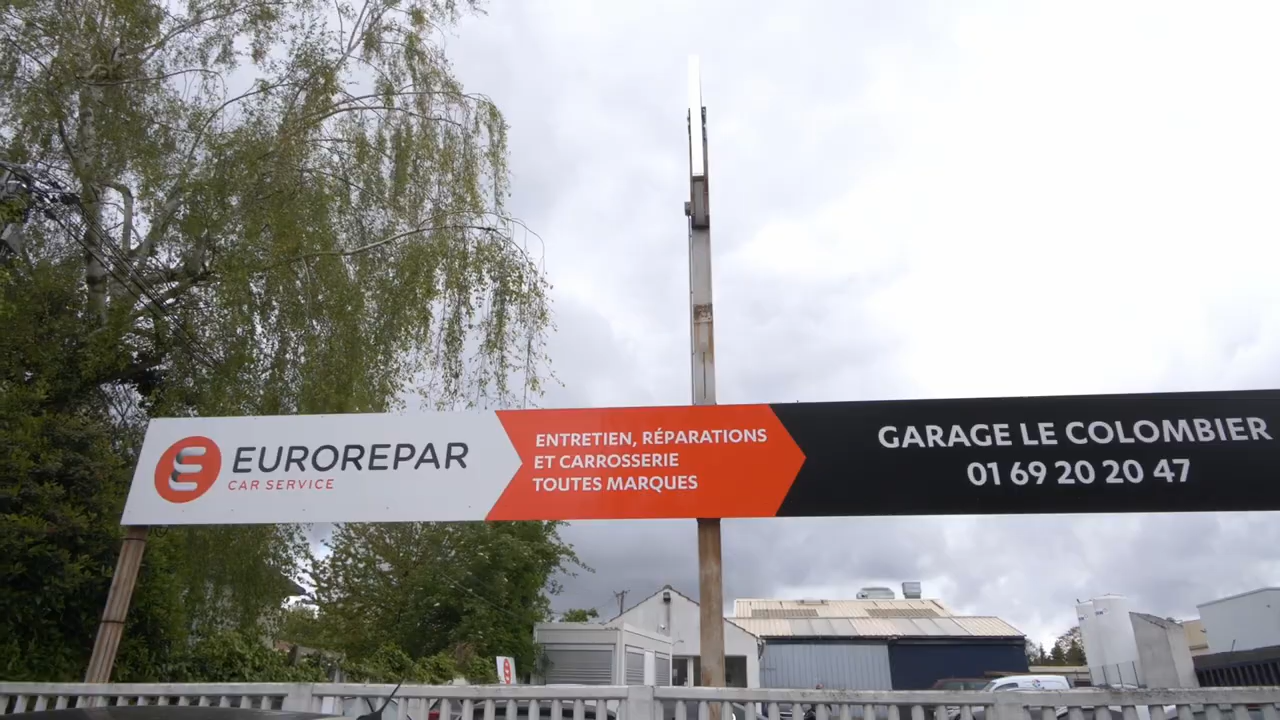 EUROREPAR
CAR SERVICE
ENTRETIEN, RÉPARATIONS
ET CARROSSERIE
TOUTES MARQUES
GARAGE LE COLOMBIER
01 69 20 20 47